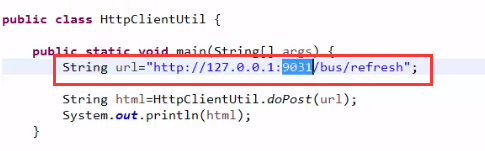 public class HttpClientUtil {
public static void main(String[] args) {
String url="http://127.0.0.1:9031/bus/refresh";
String html=HttpClientUtil.doPost(url);
System.out.println(html);
}